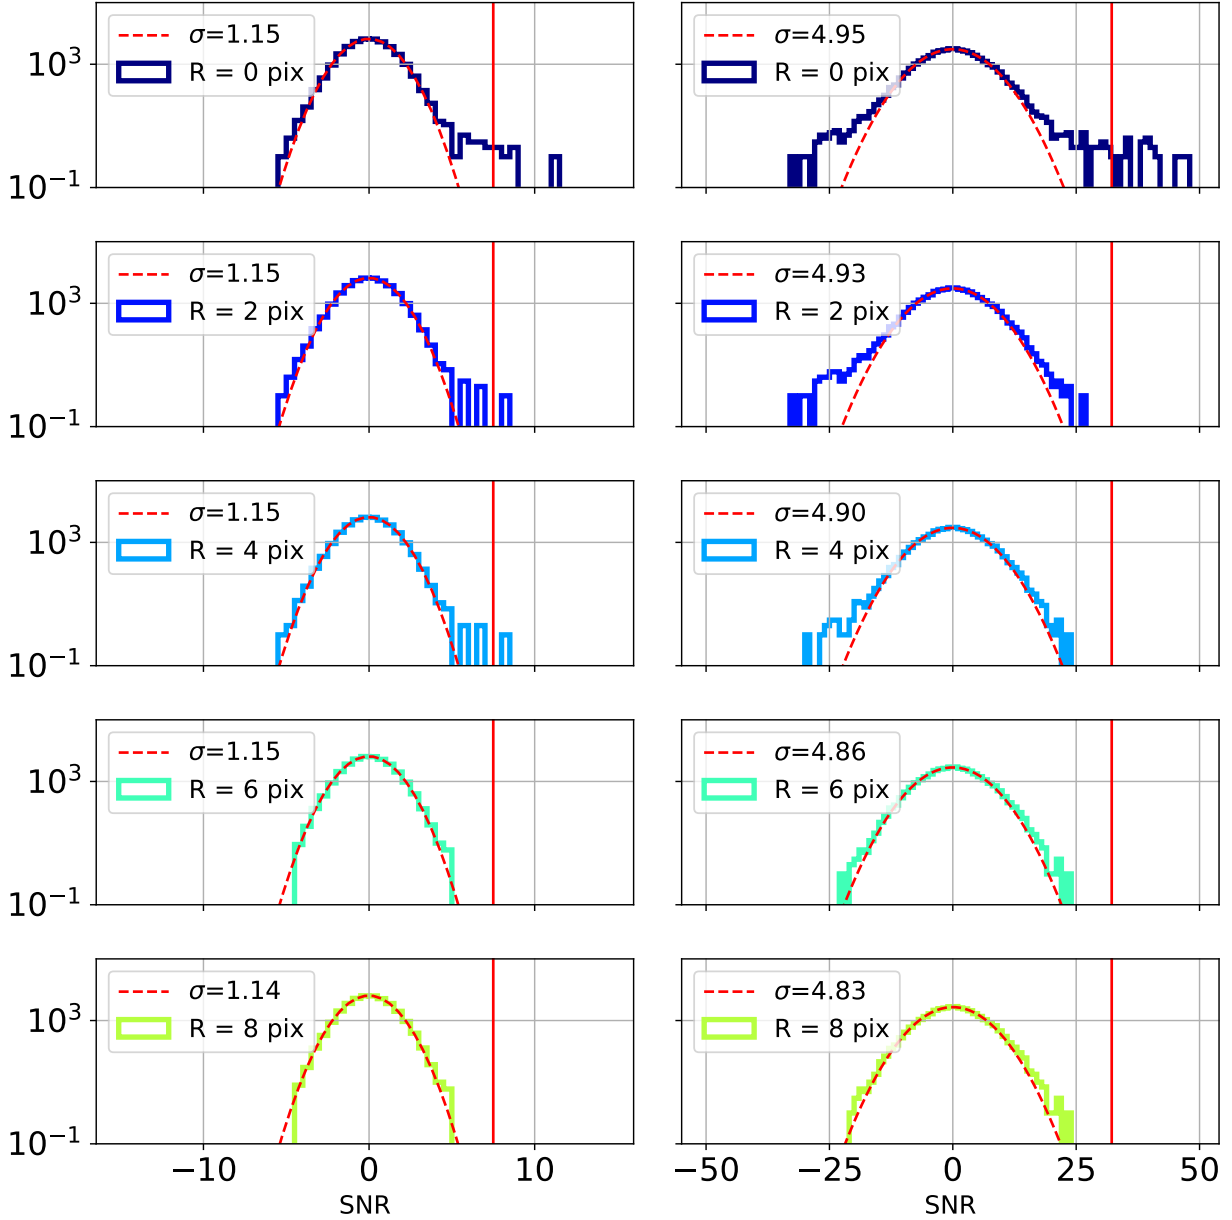 σ=1.15
R = 0 pix
10³
10⁻¹
σ=4.95
R = 0 pix
σ=1.15
R = 2 pix
10³
10⁻¹
σ=4.93
R = 2 pix
σ=1.15
R = 4 pix
10³
10⁻¹
σ=4.90
R = 4 pix
σ=1.15
R = 6 pix
10³
10⁻¹
σ=4.86
R = 6 pix
σ=1.14
R = 8 pix
10³
10⁻¹
−10 0 10
SNR
σ=4.83
R = 8 pix
−50 −25 0 25 50
SNR